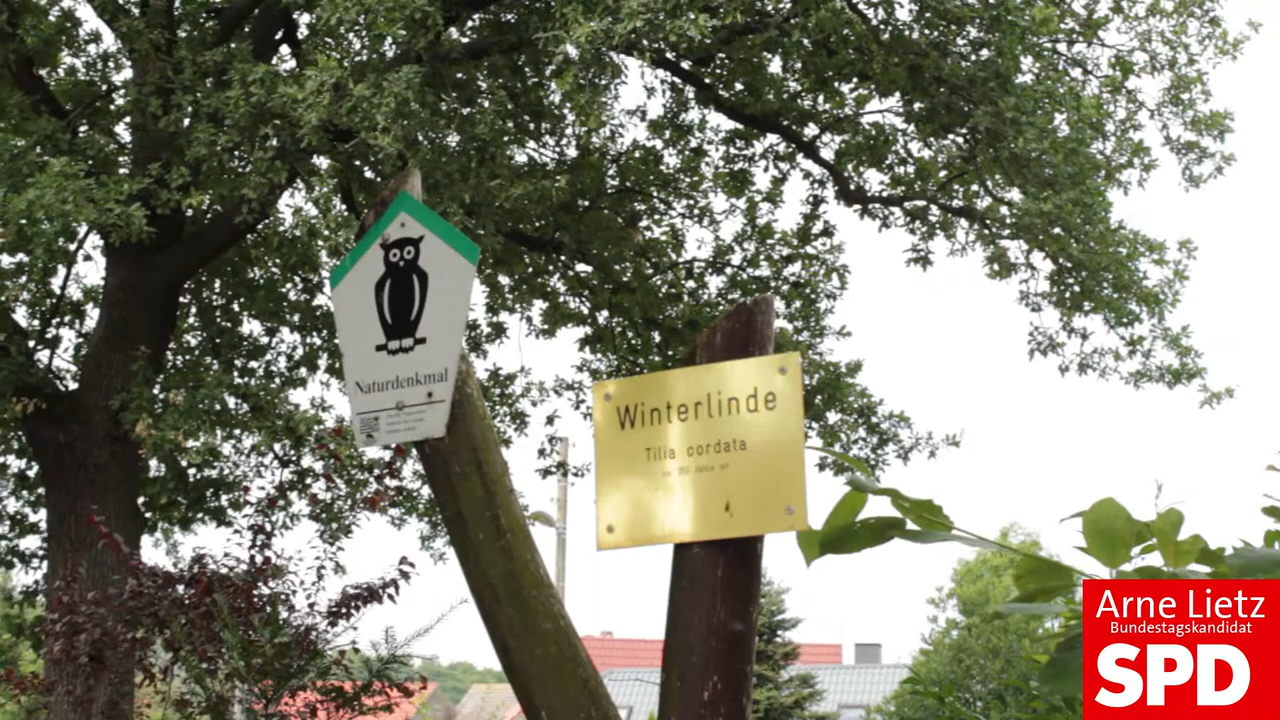 Naturdenkmal
Winterlinde
Tilia cordata
Arne Lietz
Bundestagskandidat
SPD